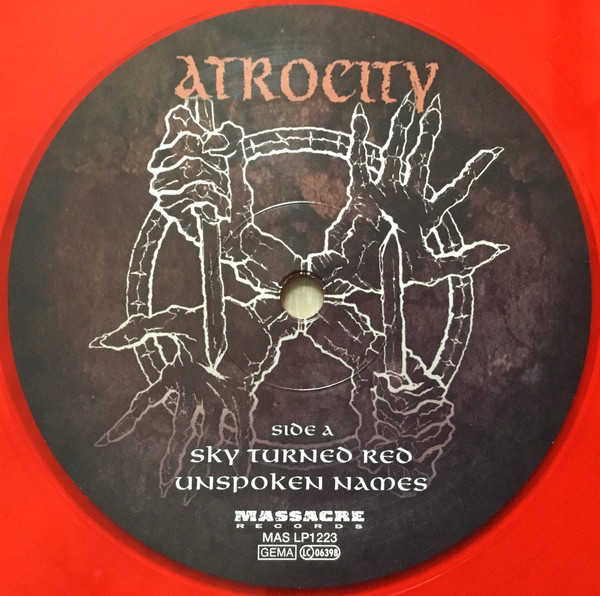 ATROCITY
SIDE A
SKY TURNED RED
UNSPOKEN NAMES
MASSACRE
RECORDS
MAS LP1223
GEMA LC 06398